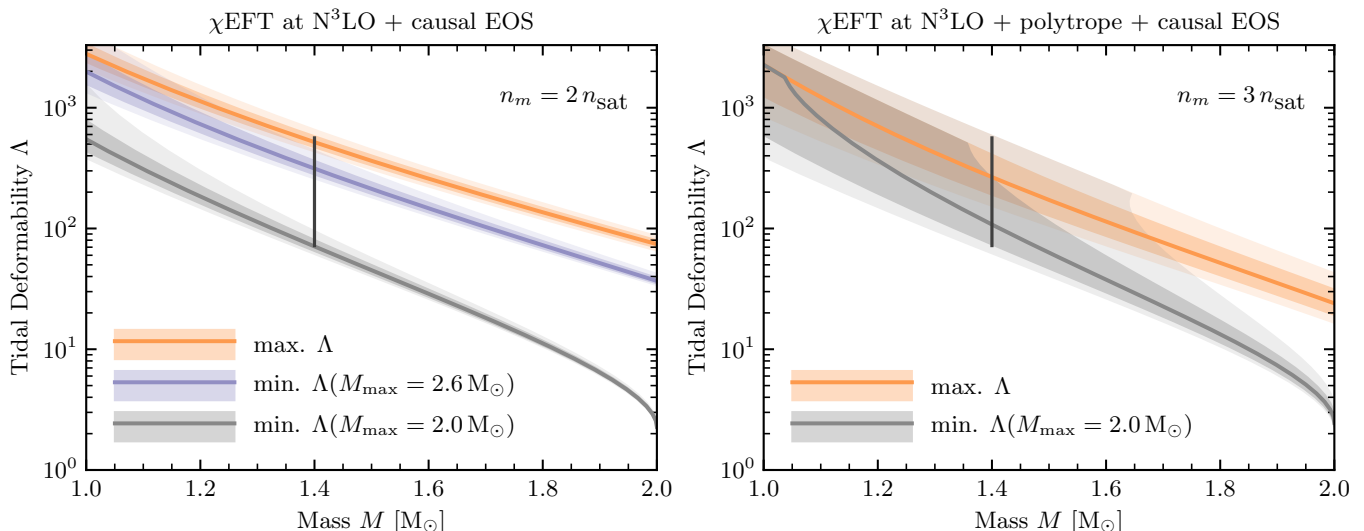 χEFT at N³LO + causal EOS
n_m = 2 n_sat
Tidal Deformability Λ
10³
10²
10¹
10⁰
max. Λ
min. Λ(M_max = 2.6 M_⊙)
min. Λ(M_max = 2.0 M_⊙)
1.0 1.2 1.4 1.6 1.8 2.0
Mass M [M_⊙]
χEFT at N³LO + polytrope + causal EOS
n_m = 3 n_sat
Tidal Deformability Λ
10³
10²
10¹
10⁰
max. Λ
min. Λ(M_max = 2.0 M_⊙)
1.0 1.2 1.4 1.6 1.8 2.0
Mass M [M_⊙]